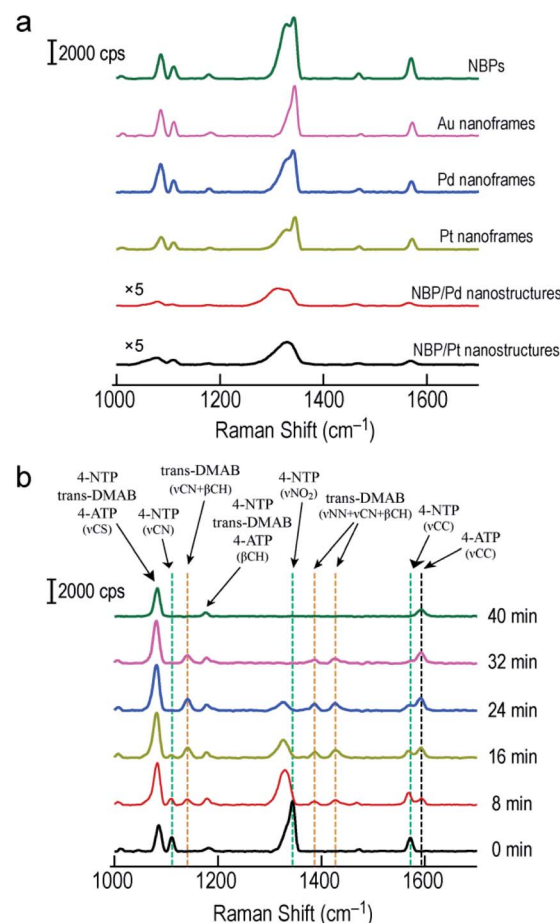 a
2000 cps
NBPs
Au nanoframes
Pd nanoframes
Pt nanoframes
×5
NBP/Pd nanostructures
×5
NBP/Pt nanostructures
1000 1200 1400 1600
Raman Shift (cm⁻¹)
b
4-NTP
trans-DMAB
4-ATP
(νCS)
4-NTP
(νCN)
trans-DMAB
(νCN+βCH)
4-NTP
trans-DMAB
4-ATP
(βCH)
4-NTP
(νNO₂)
trans-DMAB
(νNN+νCN+βCH)
4-NTP
(νCC)
4-ATP
(νCC)
2000 cps
40 min
32 min
24 min
16 min
8 min
0 min
1000 1200 1400 1600
Raman Shift (cm⁻¹)